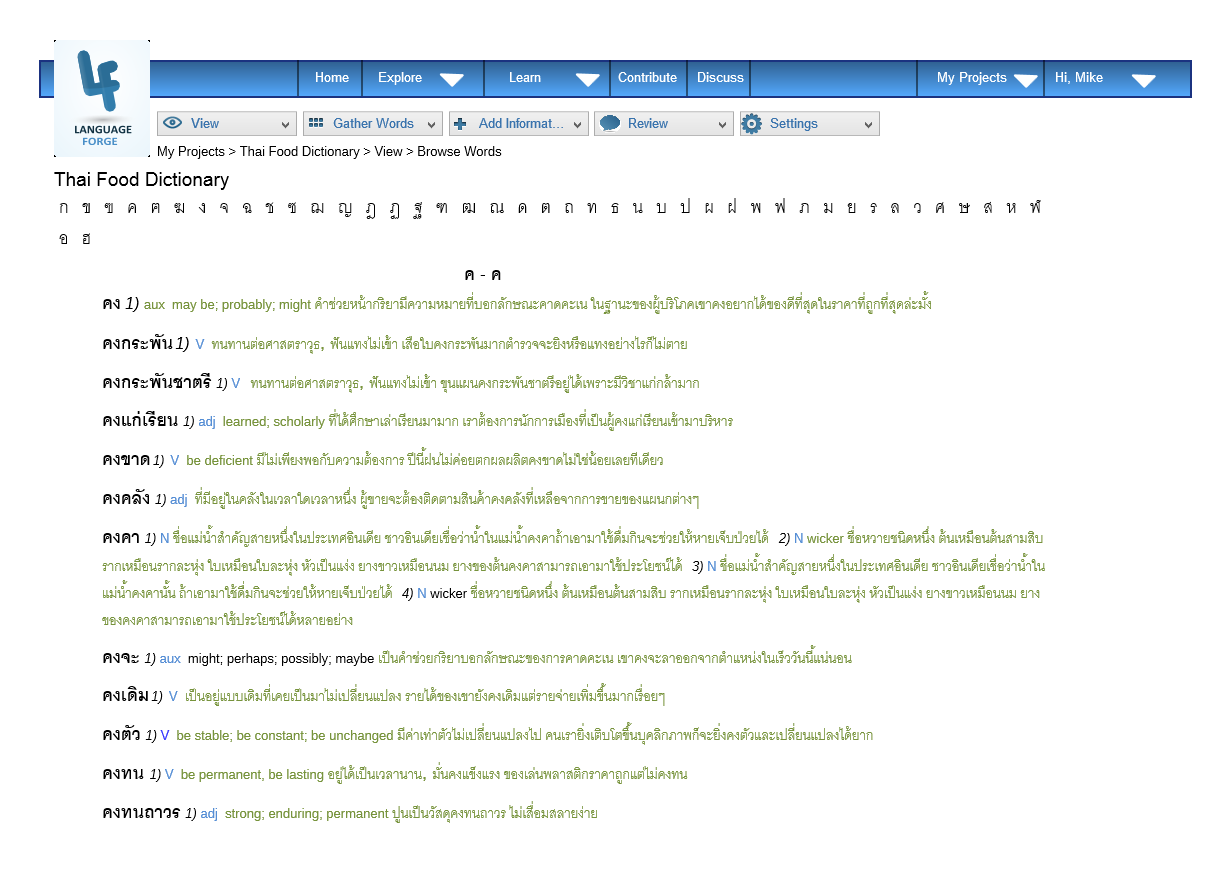 LANGUAGE
FORGE
Home Explore Learn Contribute Discuss My Projects Hi, Mike
View Gather Words Add Informat... Review Settings
My Projects > Thai Food Dictionary > View > Browse Words
Thai Food Dictionary
ก ข ฃ ค ฅ ฆ ง จ ฉ ช ซ ฌ ญ ฎ ฏ ฐ ฑ ฒ ณ ด ต ถ ท ธ น บ ป ผ ฝ พ ฟ ภ ม ย ร ล ว ศ ษ ส ห ฬ
อ ฮ
ค - ค
คง 1) aux may be; probably; might คำช่วยหน้ากริยามีความหมายที่บอกลักษณะคาดคะเน ในฐานะของผู้บริโภคเขาคงอยากได้ของดีที่สุดในราคาที่ถูกที่สุดล่ะมั้ง
คงกระพัน 1) V ทนทานต่อศาสตราวุธ, ฟันแทงไม่เข้า เสือใบคงกระพันมากตำรวจจะยิงหรือแทงอย่างไรก็ไม่ตาย
คงกระพันชาตรี 1) V ทนทานต่อศาสตราวุธ, ฟันแทงไม่เข้า ขุนแผนคงกระพันชาตรีอยู่ได้เพราะมีวิชาแก่กล้ามาก
คงแก่เรียน 1) adj learned; scholarly ที่ได้ศึกษาเล่าเรียนมามาก เราต้องการนักการเมืองที่เป็นผู้คงแก่เรียนเข้ามาบริหาร
คงขาด 1) V be deficient มีไม่เพียงพอกับความต้องการ ปีนี้ฝนไม่ค่อยตกผลผลิตคงขาดไม่ใช่น้อยเลยทีเดียว
คงคลัง 1) adj ที่มีอยู่ในคลังในเวลาใดเวลาหนึ่ง ผู้ขายจะต้องติดตามสินค้าคงคลังที่เหลือจากการขายของแผนกต่างๆ
คงคา 1) N ชื่อแม่น้ำสำคัญสายหนึ่งในประเทศอินเดีย ชาวอินเดียเชื่อว่าน้ำในแม่น้ำคงคาถ้าเอามาใช้ดื่มกินจะช่วยให้หายเจ็บป่วยได้ 2) N wicker ชื่อหวายชนิดหนึ่ง ต้นเหมือนต้นสามสิบ
รากเหมือนรากละหุ่ง ใบเหมือนใบละหุ่ง หัวเป็นแง่ง ยางขาวเหมือนนม ยางของต้นคงคาสามารถเอามาใช้ประโยชน์ได้ 3) N ชื่อแม่น้ำสำคัญสายหนึ่งในประเทศอินเดีย ชาวอินเดียเชื่อว่าน้ำใน
แม่น้ำคงคานั้น ถ้าเอามาใช้ดื่มกินจะช่วยให้หายเจ็บป่วยได้ 4) N wicker ชื่อหวายชนิดหนึ่ง ต้นเหมือนต้นสามสิบ รากเหมือนรากละหุ่ง ใบเหมือนใบละหุ่ง หัวเป็นแง่ง ยางขาวเหมือนนม ยาง
ของคงคาสามารถเอามาใช้ประโยชน์ได้หลายอย่าง
คงจะ 1) aux might; perhaps; possibly; maybe เป็นคำช่วยกริยาบอกลักษณะของการคาดคะเน เขาคงจะลาออกจากตำแหน่งในเร็ววันนี้แน่นอน
คงเดิม 1) V เป็นอยู่แบบเดิมที่เคยเป็นมาไม่เปลี่ยนแปลง รายได้ของเขายังคงเดิมแต่รายจ่ายเพิ่มขึ้นมากเรื่อยๆ
คงตัว 1) V be stable; be constant; be unchanged มีค่าเท่าตัวไม่เปลี่ยนแปลงไป คนเรายิ่งเติบโตขึ้นบุคลิกภาพก็จะยิ่งคงตัวและเปลี่ยนแปลงได้ยาก
คงทน 1) V be permanent, be lasting อยู่ได้เป็นเวลานาน, มั่นคงแข็งแรง ของเล่นพลาสติกราคาถูกแต่ไม่คงทน
คงทนถาวร 1) adj strong; enduring; permanent ปูนเป็นวัสดุคงทนถาวร ไม่เสื่อมสลายง่าย